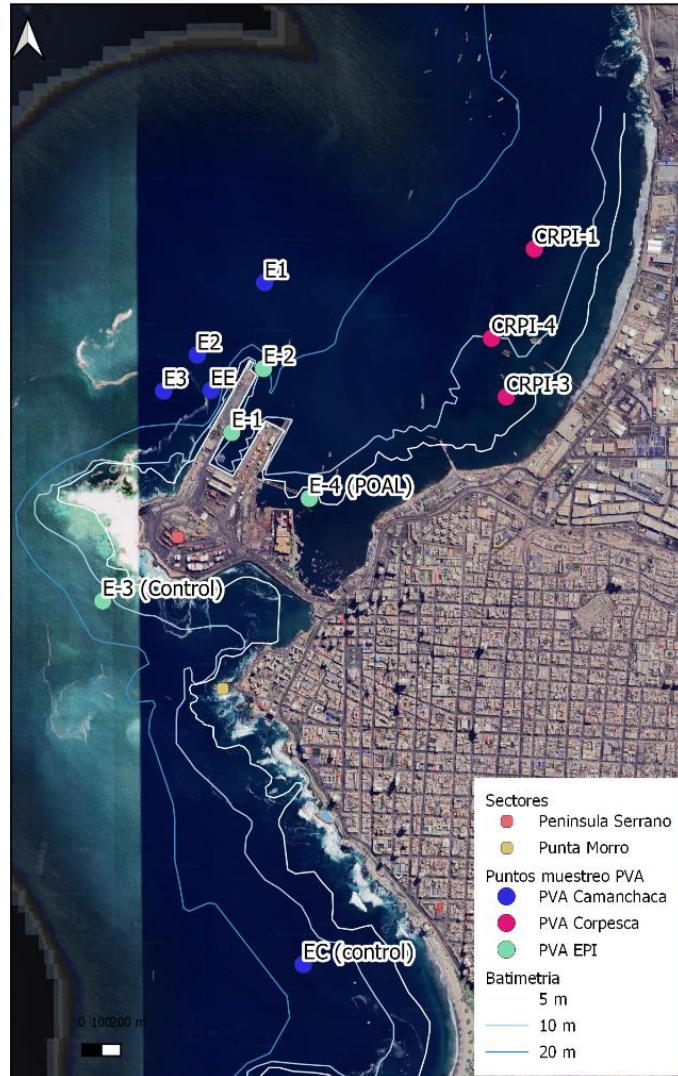 CRPI-1
E1
CRPI-4
E2
E-2
E3
EE
CRPI-3
E-1
E-4 (POAL)
E-3 (Control)
EC (control)
0 100200 m
Sectores
Peninsula Serrano
Punta Morro
Puntos muestreo PVA
PVA Camanchaca
PVA Corpesca
PVA EPI
Batimetria
5 m
10 m
20 m